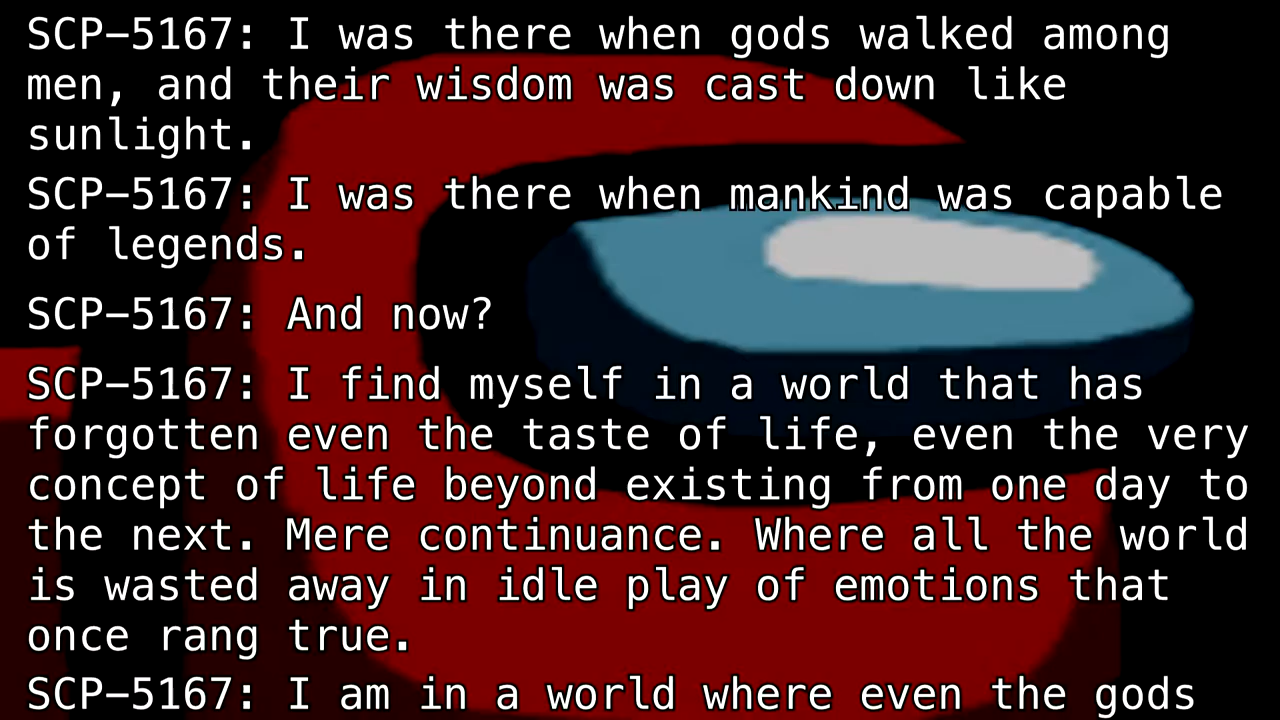 SCP-5167: I was there when gods walked among
men, and their wisdom was cast down like
sunlight.
SCP-5167: I was there when mankind was capable
of legends.
SCP-5167: And now?
SCP-5167: I find myself in a world that has
forgotten even the taste of life, even the very
concept of life beyond existing from one day to
the next. Mere continuance. Where all the world
is wasted away in idle play of emotions that
once rang true.
SCP-5167: I am in a world where even the gods